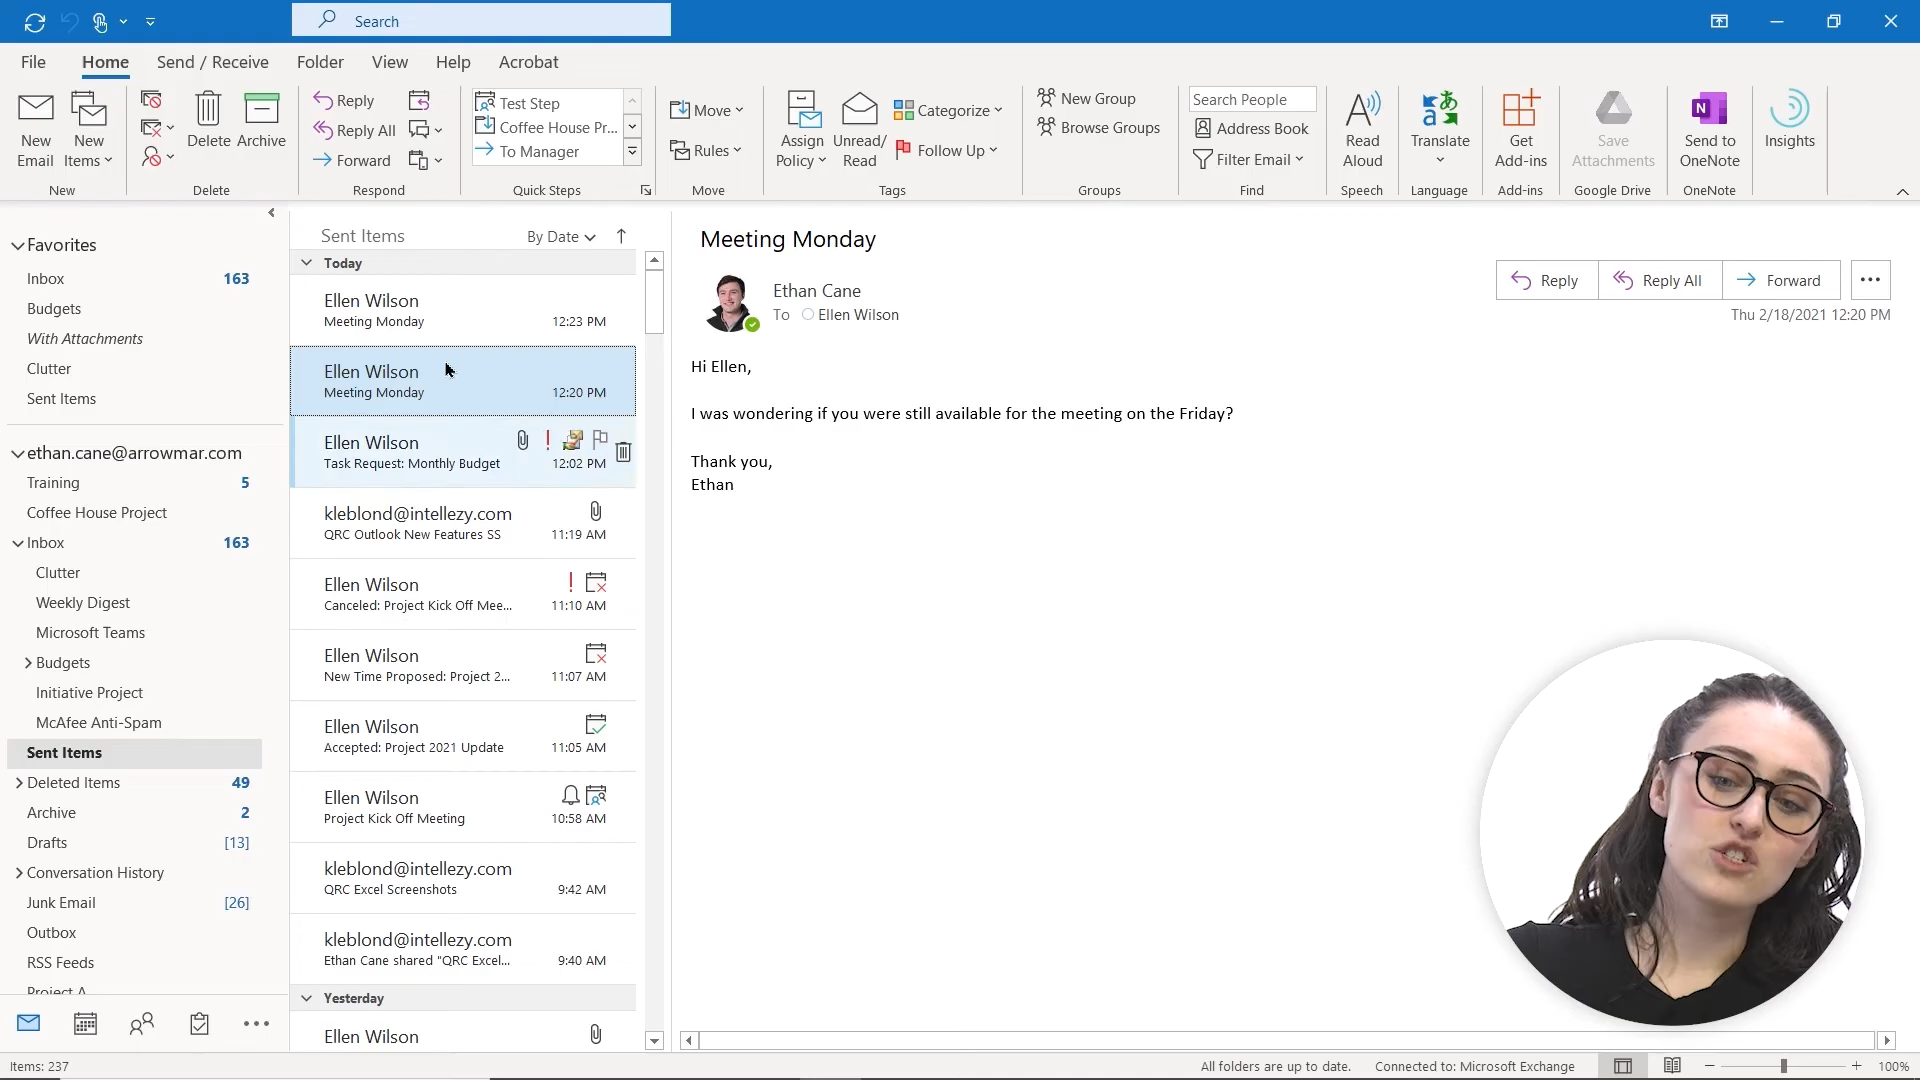 Search
File Home Send / Receive Folder View Help Acrobat
New Email
New Items
New
Delete
Archive
Delete
Reply
Reply All
Forward
Respond
Test Step
Coffee House Pr...
To Manager
Quick Steps
Move
Rules
Move
Assign Policy
Unread/ Read
Categorize
Follow Up
Tags
New Group
Browse Groups
Groups
Search People
Address Book
Filter Email
Find
Read Aloud
Speech
Translate
Language
Get Add-ins
Add-ins
Save Attachments
Google Drive
Send to OneNote
OneNote
Insights
Favorites
Inbox 163
Budgets
With Attachments
Clutter
Sent Items
ethan.cane@arrowmar.com
Training 5
Coffee House Project
Inbox 163
Clutter
Weekly Digest
Microsoft Teams
Budgets
Initiative Project
McAfee Anti-Spam
Sent Items
Deleted Items 49
Archive 2
Drafts [13]
Conversation History
Junk Email [26]
Outbox
RSS Feeds
Project A
Sent Items By Date
Today
Ellen Wilson
Meeting Monday 12:23 PM
Ellen Wilson
Meeting Monday 12:20 PM
Ellen Wilson
Task Request: Monthly Budget 12:02 PM
kleblond@intellezy.com
QRC Outlook New Features SS 11:19 AM
Ellen Wilson
Canceled: Project Kick Off Mee... 11:10 AM
Ellen Wilson
New Time Proposed: Project 2... 11:07 AM
Ellen Wilson
Accepted: Project 2021 Update 11:05 AM
Ellen Wilson
Project Kick Off Meeting 10:58 AM
kleblond@intellezy.com
QRC Excel Screenshots 9:42 AM
kleblond@intellezy.com
Ethan Cane shared "QRC Excel... 9:40 AM
Yesterday
Ellen Wilson
Meeting Monday
Ethan Cane
To Ellen Wilson
Reply Reply All Forward
Thu 2/18/2021 12:20 PM
Hi Ellen,
I was wondering if you were still available for the meeting on the Friday?
Thank you,
Ethan
Items: 237
All folders are up to date. Connected to: Microsoft Exchange 100%